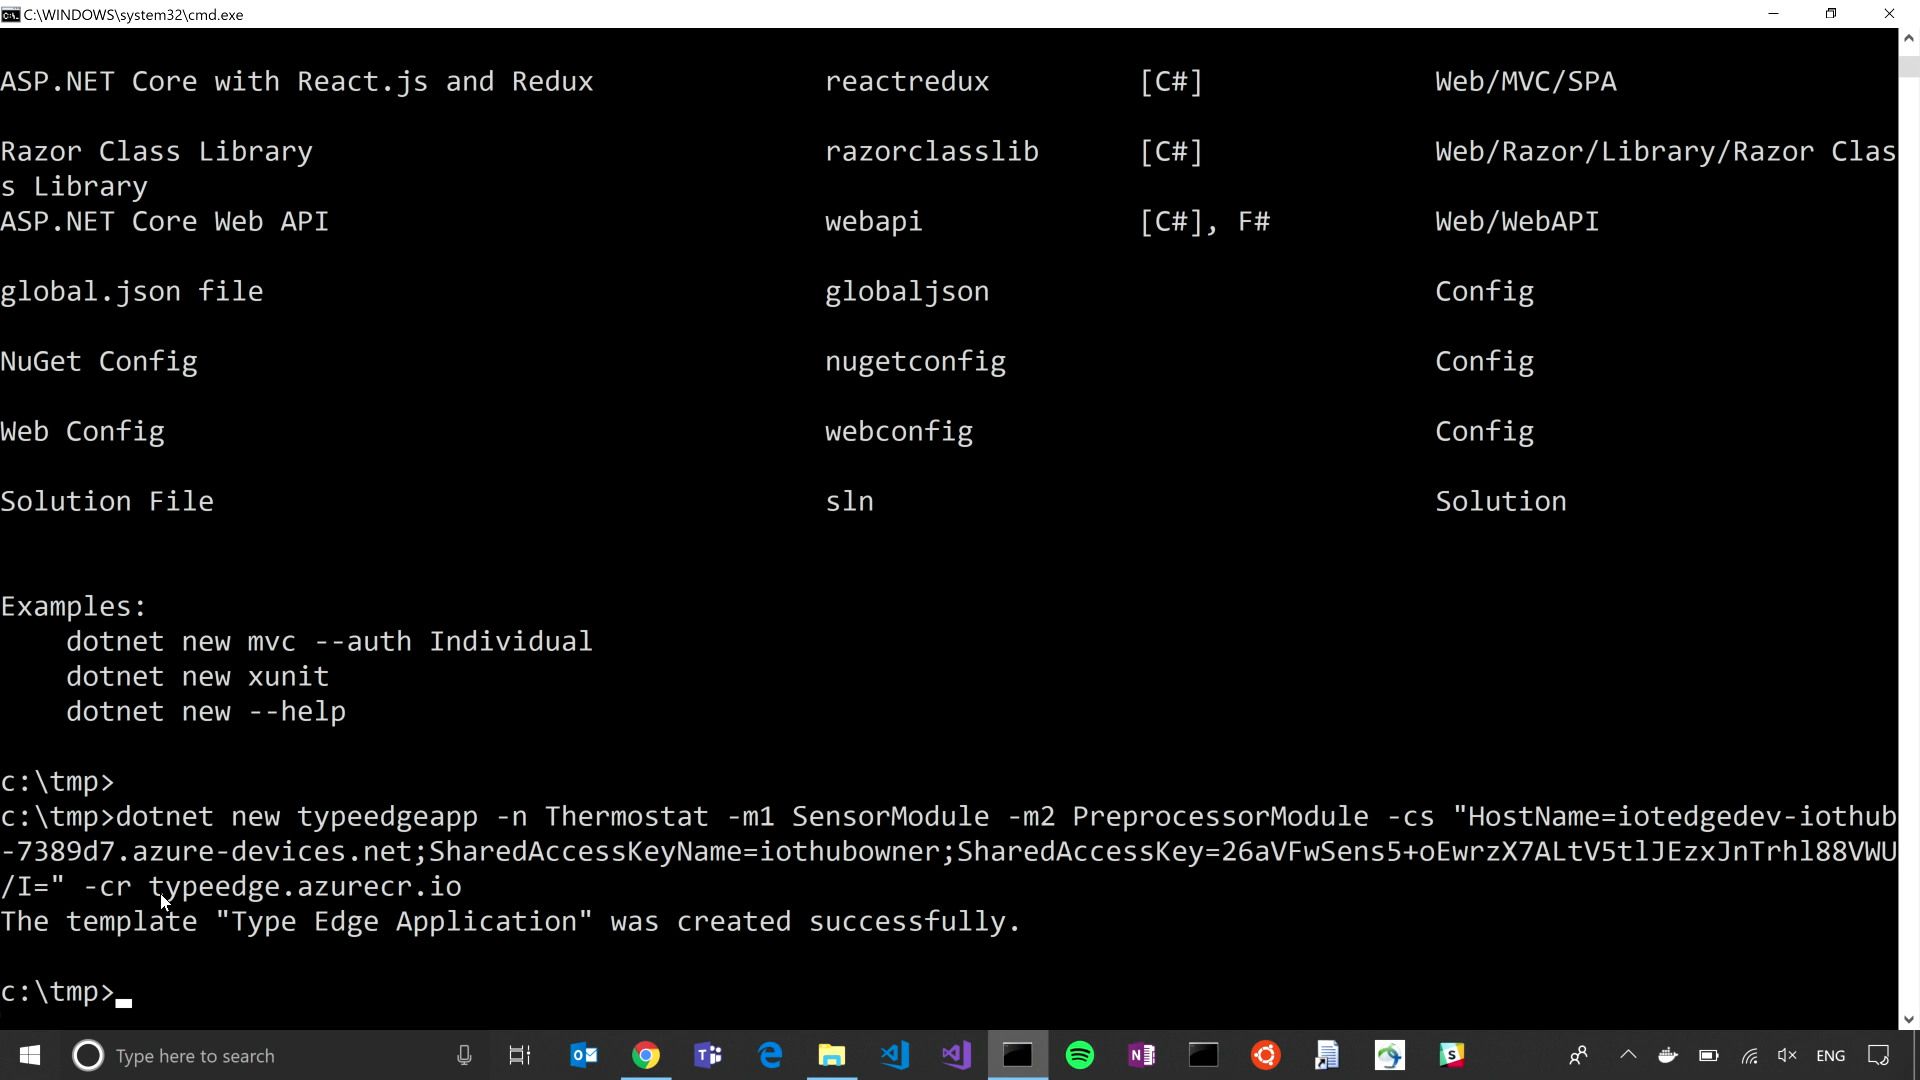 C:\WINDOWS\system32\cmd.exe
ASP.NET Core with React.js and Redux reactredux [C#] Web/MVC/SPA
Razor Class Library razorclasslib [C#] Web/Razor/Library/Razor Clas
s Library
ASP.NET Core Web API webapi [C#], F# Web/WebAPI
global.json file globaljson Config
NuGet Config nugetconfig Config
Web Config webconfig Config
Solution File sln Solution
Examples:
dotnet new mvc --auth Individual
dotnet new xunit
dotnet new --help
c:\tmp>
c:\tmp>dotnet new typeedgeapp -n Thermostat -m1 SensorModule -m2 PreprocessorModule -cs "HostName=iotedgedev-iothub
-7389d7.azure-devices.net;SharedAccessKeyName=iothubowner;SharedAccessKey=26aVFwSens5+oEwrzX7ALtV5tlJEzxJnTrhl88VWU
/I=" -cr typeedge.azurecr.io
The template "Type Edge Application" was created successfully.
c:\tmp>
Type here to search
ENG